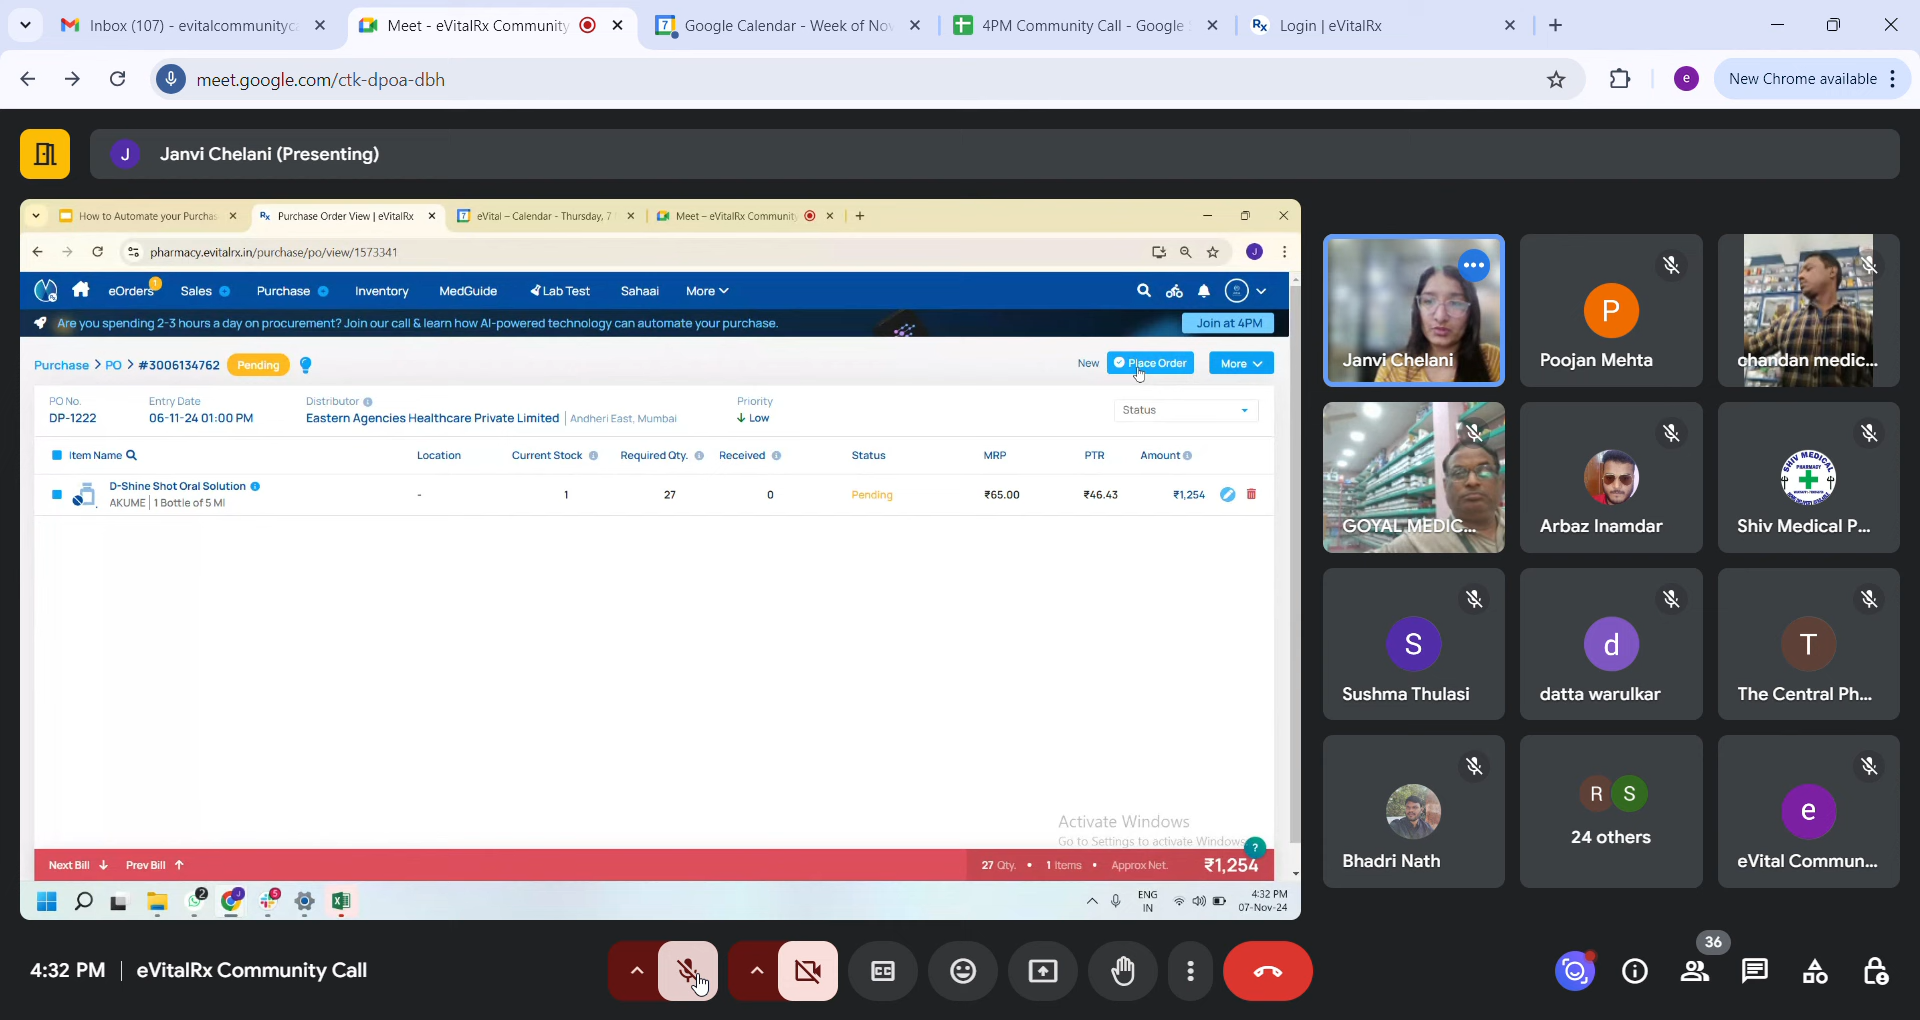 Inbox (107) - evitalcommunityc
Meet - eVitalRx Community
Google Calendar - Week of Nov
4PM Community Call - Google S
Login | eVitalRx
meet.google.com/ctk-dpoa-dbh
e
New Chrome available
J
Janvi Chelani (Presenting)
How to Automate your Purchas
Purchase Order View | eVitalRx
eVital – Calendar - Thursday, 7
Meet – eVitalRx Community
pharmacy.evitalrx.in/purchase/po/view/1573341
J
eOrders
1
Sales
Purchase
Inventory
MedGuide
Lab Test
Sahaai
More
Are you spending 2-3 hours a day on procurement? Join our call & learn how AI-powered technology can automate your purchase.
Join at 4PM
Purchase > PO > #3006134762 Pending
New
Place Order
More
PO No.
Entry Date
Distributor
Priority
DP-1222
06-11-24 01:00 PM
Eastern Agencies Healthcare Private Limited | Andheri East, Mumbai
Low
Status
Item Name
Location
Current Stock
Required Qty.
Received
Status
MRP
PTR
Amount
D-Shine Shot Oral Solution
AKUME | 1 Bottle of 5 Ml
-
1
27
0
Pending
₹65.00
₹46.43
₹1,254
Activate Windows
Go to Settings to activate Windows
?
Next Bill
Prev Bill
27 Qty. • 1 Items • Approx Net. ₹1,254
2
J
5
ENG
IN
4:32 PM
07-Nov-24
Janvi Chelani
P
Poojan Mehta
chandan medic...
GOYAL MEDIC...
Arbaz Inamdar
SHIV MEDICAL
PHARMACY
Shiv Medical P...
S
Sushma Thulasi
d
datta warulkar
T
The Central Ph...
Bhadri Nath
R S
24 others
e
eVital Commun...
4:32 PM | eVitalRx Community Call
36